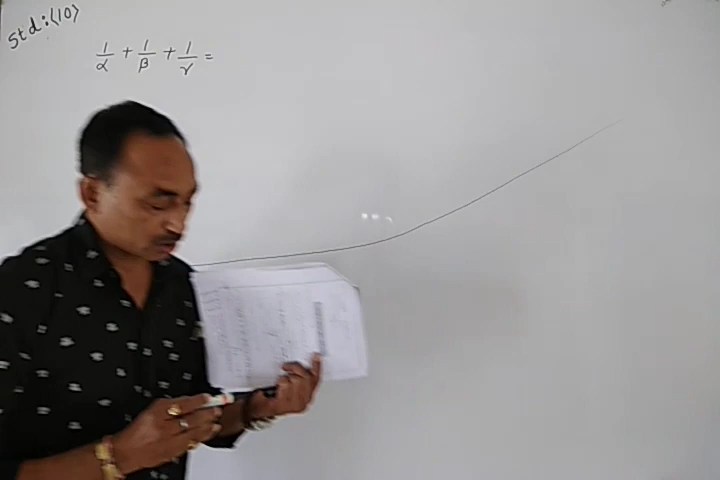 Std:(10)
1/α + 1/β + 1/γ =